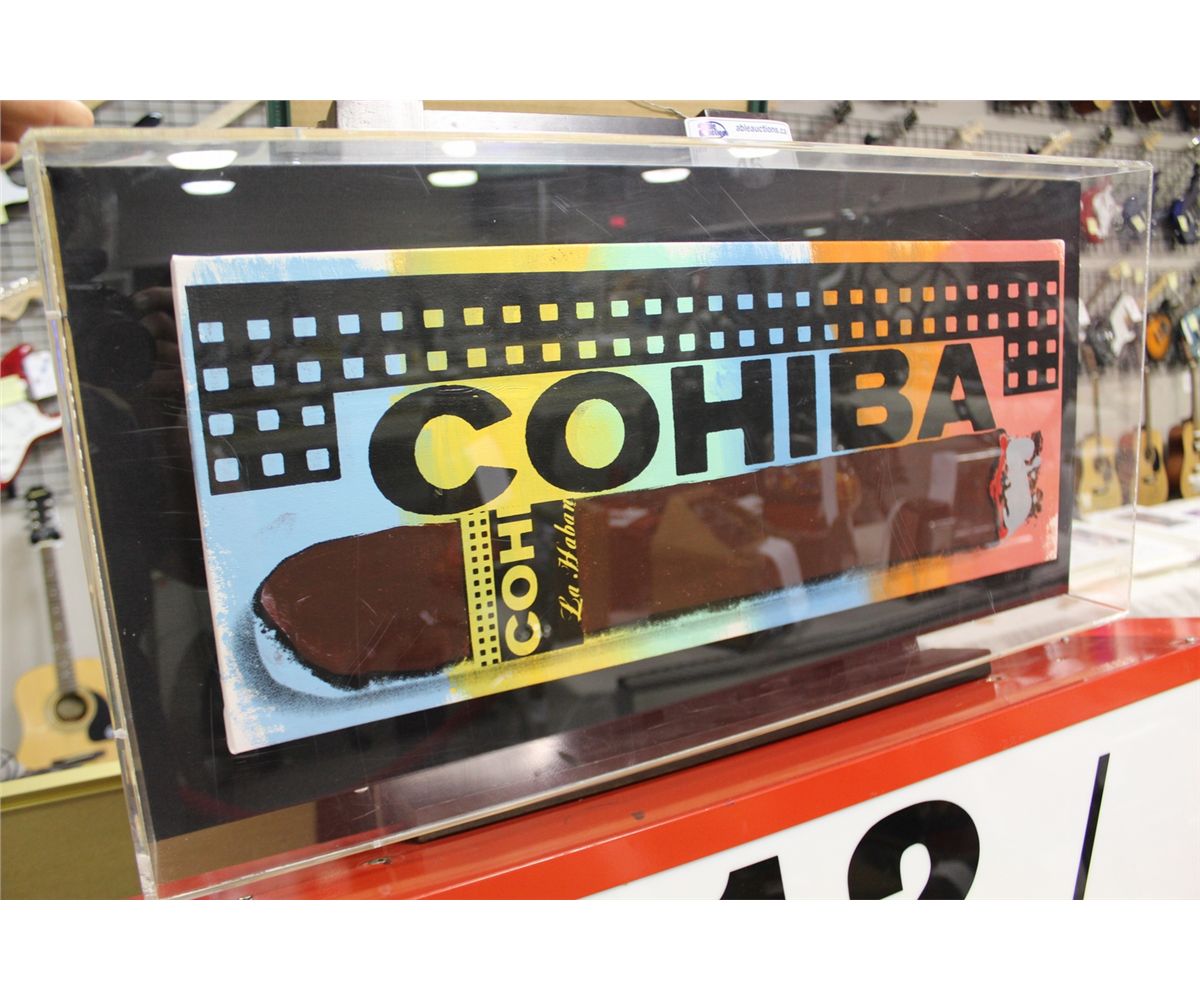 ableauctions.ca
COHIBA
COH
La Haban
12/